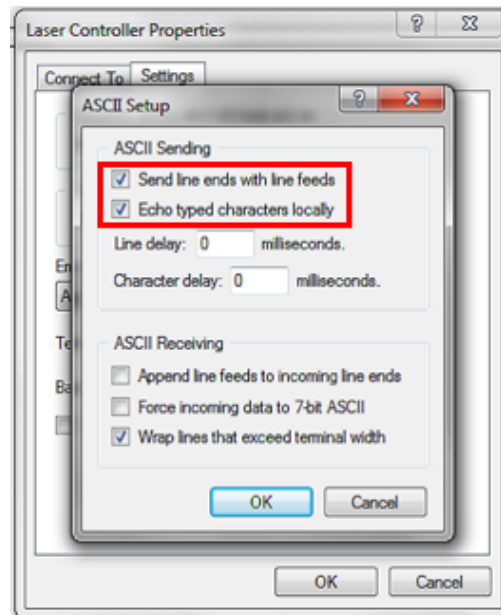 Laser Controller Properties
Connect To Settings
ASCII Setup
ASCII Sending
Send line ends with line feeds
Echo typed characters locally
Line delay: 0 milliseconds.
Character delay: 0 milliseconds.
ASCII Receiving
Append line feeds to incoming line ends
Force incoming data to 7-bit ASCII
Wrap lines that exceed terminal width
OK Cancel
OK Cancel